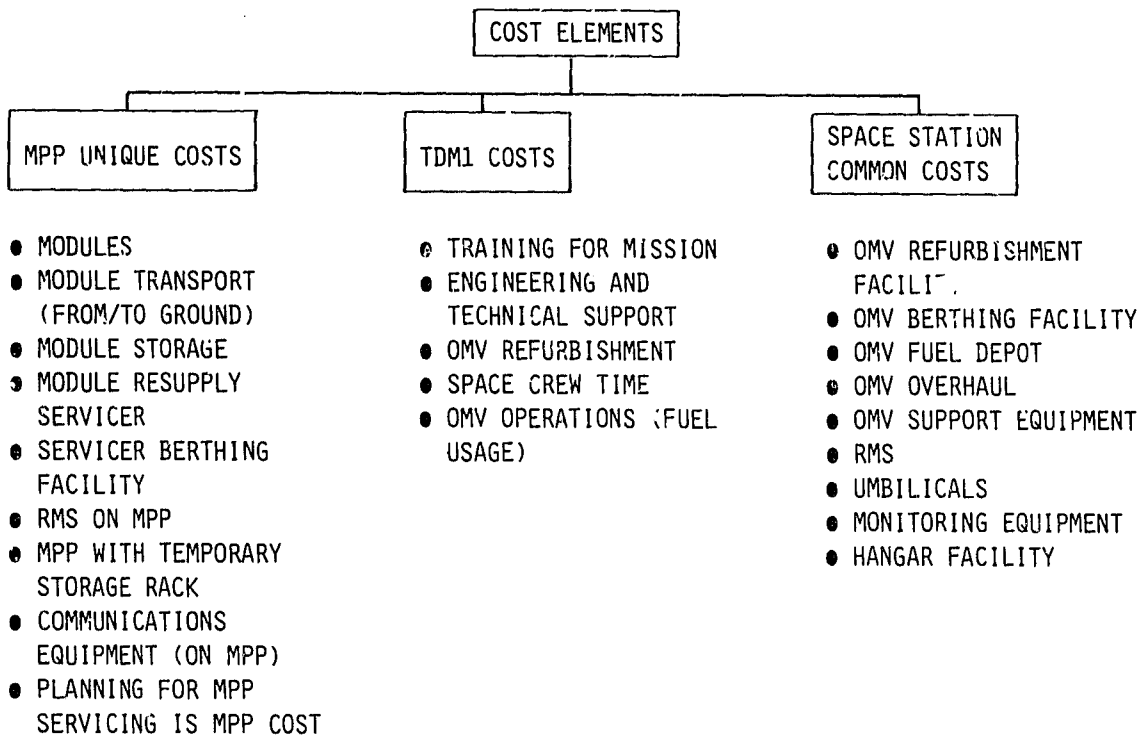 COST ELEMENTS
MPP UNIQUE COSTS
● MODULES
● MODULE TRANSPORT
(FROM/TO GROUND)
● MODULE STORAGE
● MODULE RESUPPLY
SERVICER
● SERVICER BERTHING
FACILITY
● RMS ON MPP
● MPP WITH TEMPORARY
STORAGE RACK
● COMMUNICATIONS
EQUIPMENT (ON MPP)
● PLANNING FOR MPP
SERVICING IS MPP COST
TDM1 COSTS
● TRAINING FOR MISSION
● ENGINEERING AND
TECHNICAL SUPPORT
● OMV REFURBISHMENT
● SPACE CREW TIME
● OMV OPERATIONS (FUEL
USAGE)
SPACE STATION
COMMON COSTS
● OMV REFURBISHMENT
● OMV BERTHING FACILITY
● OMV FUEL DEPOT
● OMV OVERHAUL
● OMV SUPPORT EQUIPMENT
● RMS
● UMBILICALS
● MONITORING EQUIPMENT
● HANGAR FACILITY